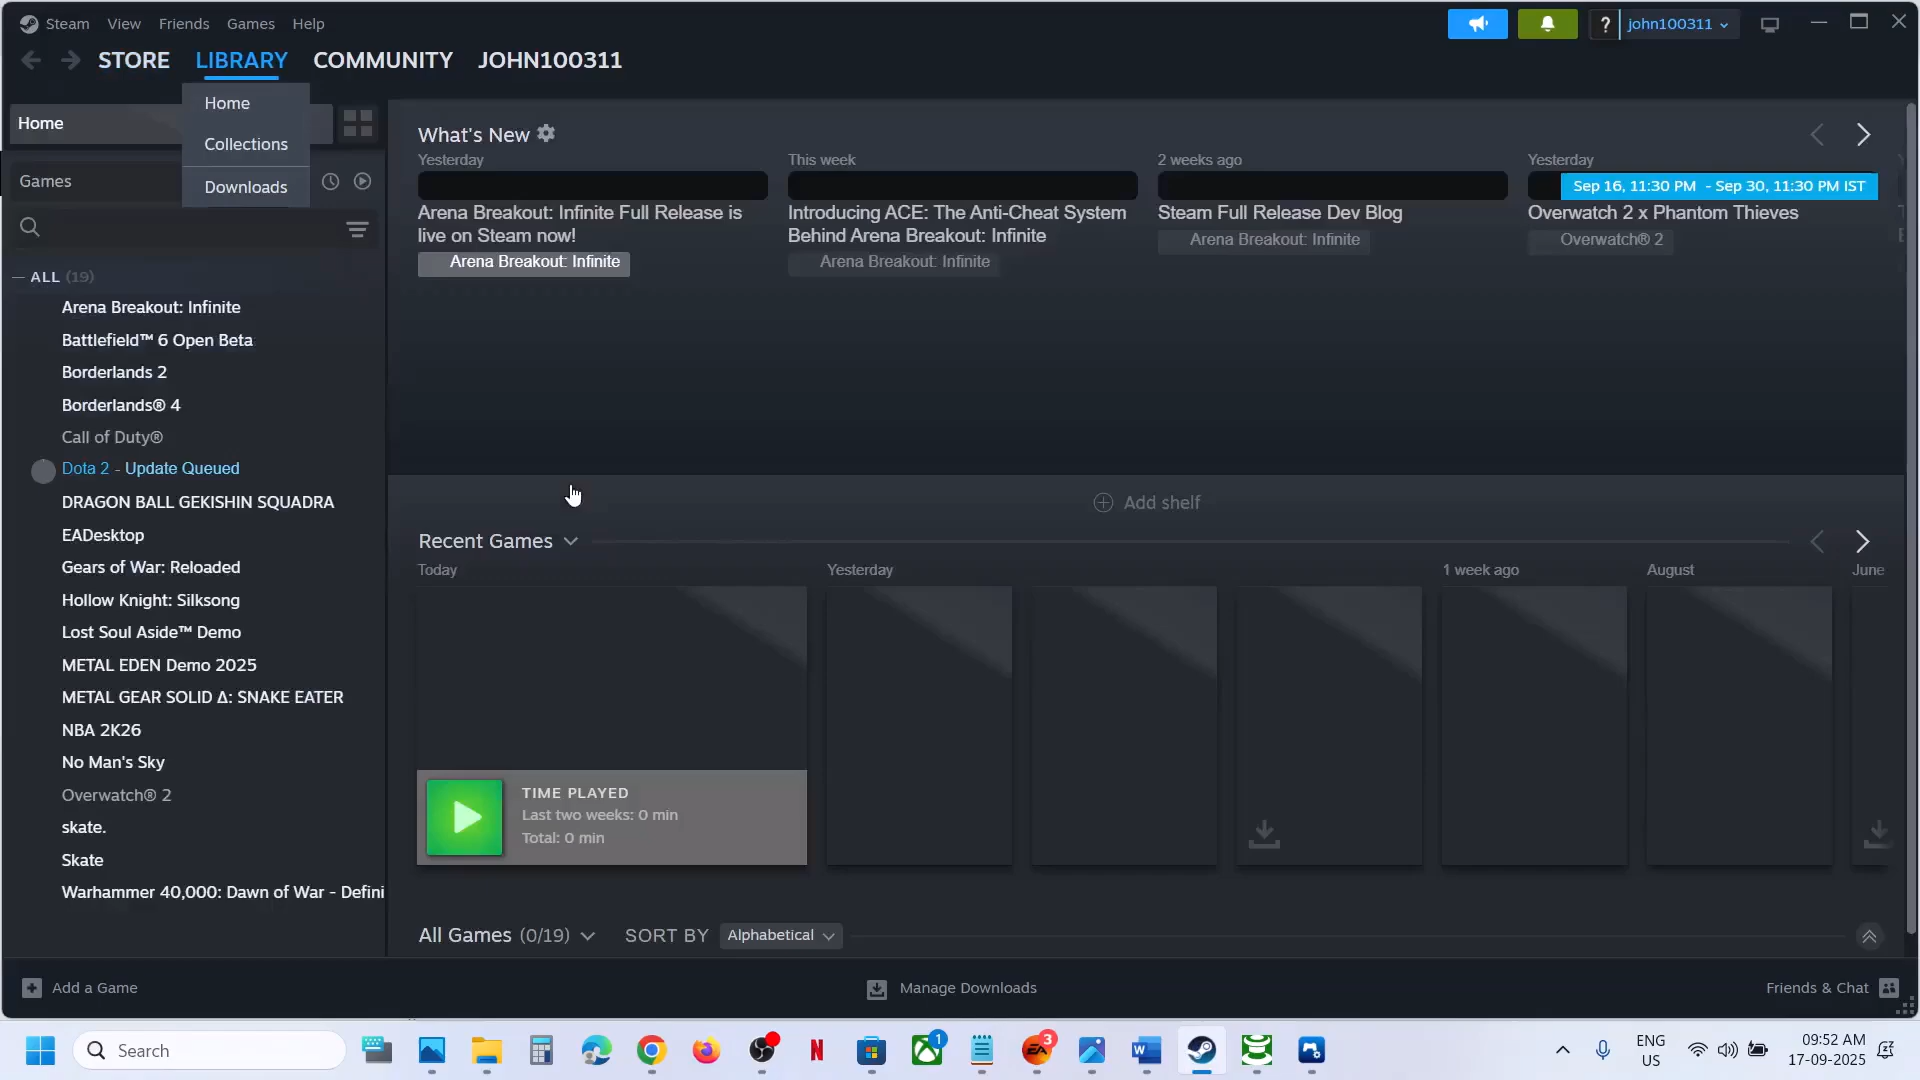 Steam View Friends Games Help
? john100311
STORE LIBRARY COMMUNITY JOHN100311
Home
Home
Collections
Downloads
Games
ALL (19)
Arena Breakout: Infinite
Battlefield™ 6 Open Beta
Borderlands 2
Borderlands® 4
Call of Duty®
Dota 2 - Update Queued
DRAGON BALL GEKISHIN SQUADRA
EADesktop
Gears of War: Reloaded
Hollow Knight: Silksong
Lost Soul Aside™ Demo
METAL EDEN Demo 2025
METAL GEAR SOLID Δ: SNAKE EATER
NBA 2K26
No Man's Sky
Overwatch® 2
skate.
Skate
Warhammer 40,000: Dawn of War - Defini
What's New
Yesterday
Arena Breakout: Infinite Full Release is
live on Steam now!
Arena Breakout: Infinite
This week
Introducing ACE: The Anti-Cheat System
Behind Arena Breakout: Infinite
Arena Breakout: Infinite
2 weeks ago
Steam Full Release Dev Blog
Arena Breakout: Infinite
Yesterday
Sep 16, 11:30 PM - Sep 30, 11:30 PM IST
Overwatch 2 x Phantom Thieves
Overwatch® 2
Add shelf
Recent Games
Today
Yesterday
1 week ago
August
June
TIME PLAYED
Last two weeks: 0 min
Total: 0 min
All Games (0/19) SORT BY Alphabetical
Add a Game
Manage Downloads
Friends & Chat
Search
N
1
EA
3
W
ENG
US
09:52 AM
17-09-2025